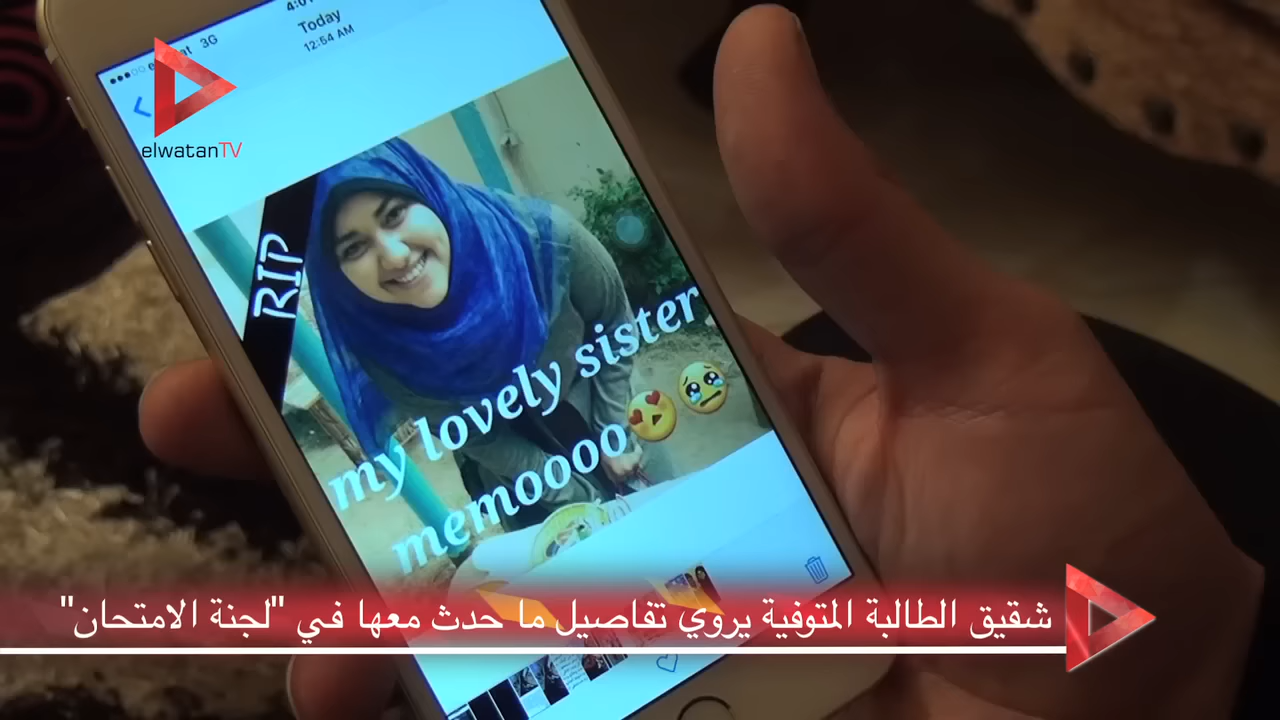 3G
Today
12:54 AM
elwatanTV
RIP
my lovely sister
memoooo
شقيق الطالبة المتوفية يروي تفاصيل ما حدث معها في "لجنة الامتحان"